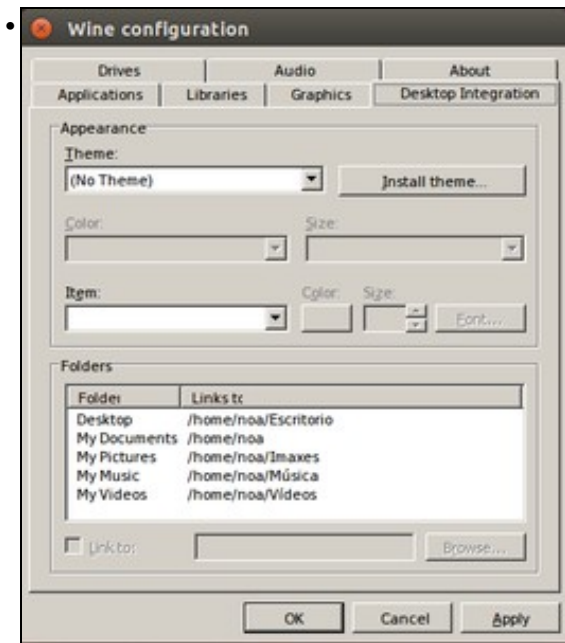 Wine configuration
Drives Audio About
Applications Libraries Graphics Desktop Integration
Appearance
Theme:
(No Theme) Install theme...
Color: Size:
Item: Color: Size:
Font...
Folders
Folder Links to
Desktop /home/noa/Escritorio
My Documents /home/noa
My Pictures /home/noa/Imaxes
My Music /home/noa/Música
My Videos /home/noa/Vídeos
Link to: Browse...
OK Cancel Apply